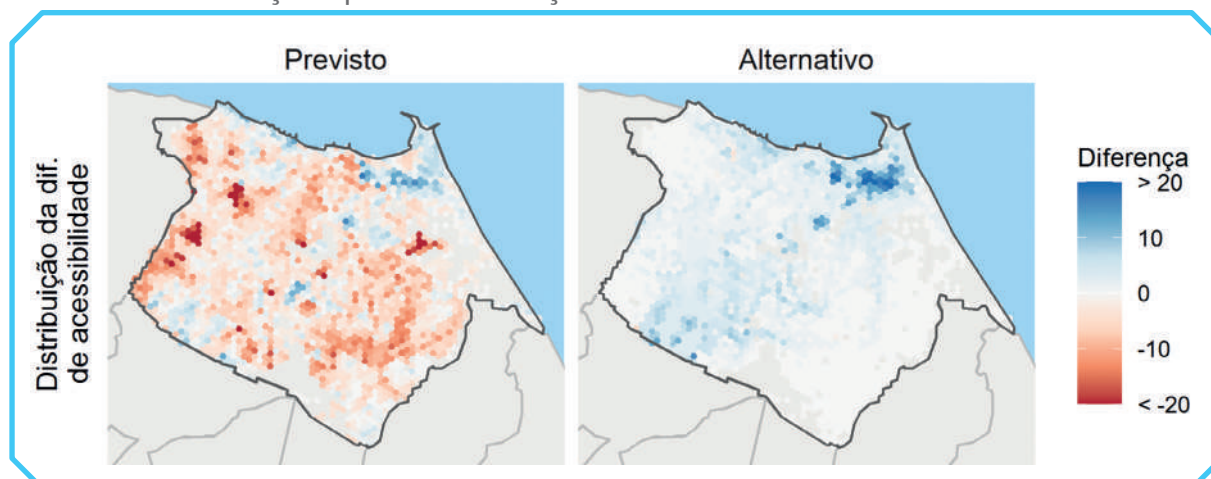 Previsto
Alternativo
Distribuição da dif.
de acessibilidade
Diferença
> 20
10
0
-10
< -20